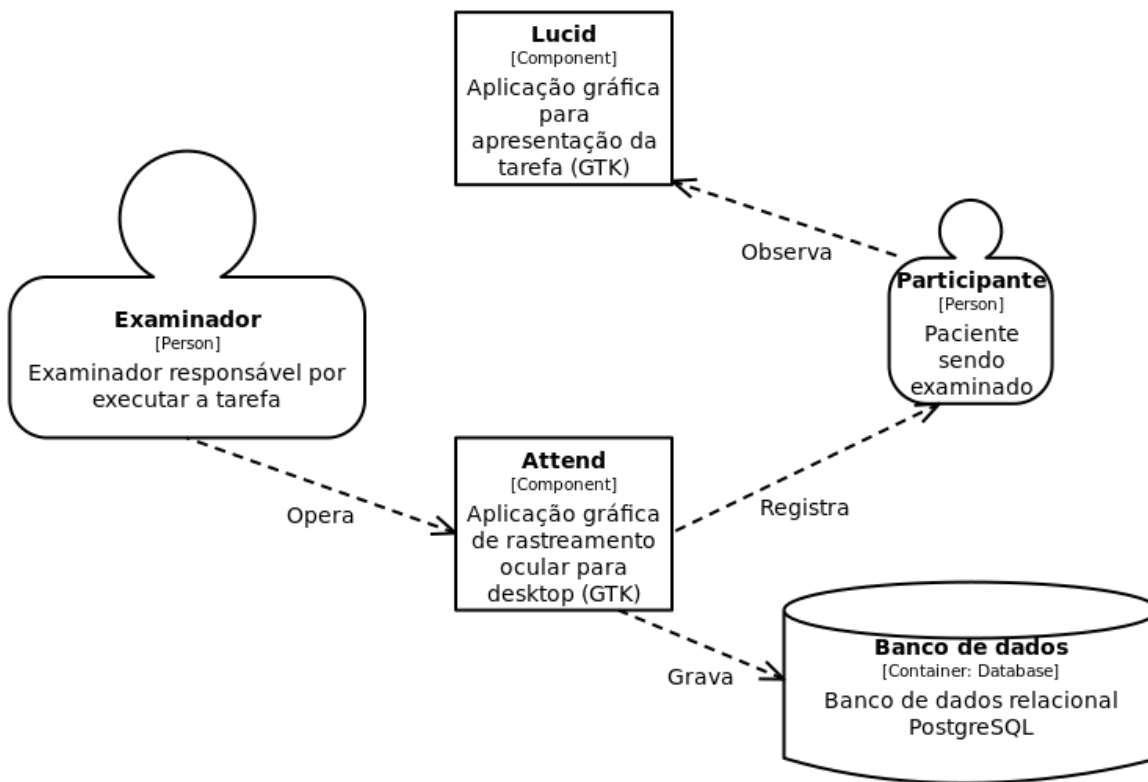 Lucid
[Component]
Aplicação gráfica
para
apresentação da
tarefa (GTK)
Observa
Participante
[Person]
Paciente
sendo
examinado
Examinador
[Person]
Examinador responsável por
executar a tarefa
Opera
Attend
[Component]
Aplicação gráfica
de rastreamento
ocular para
desktop (GTK)
Registra
Grava
Banco de dados
[Container: Database]
Banco de dados relacional
PostgreSQL